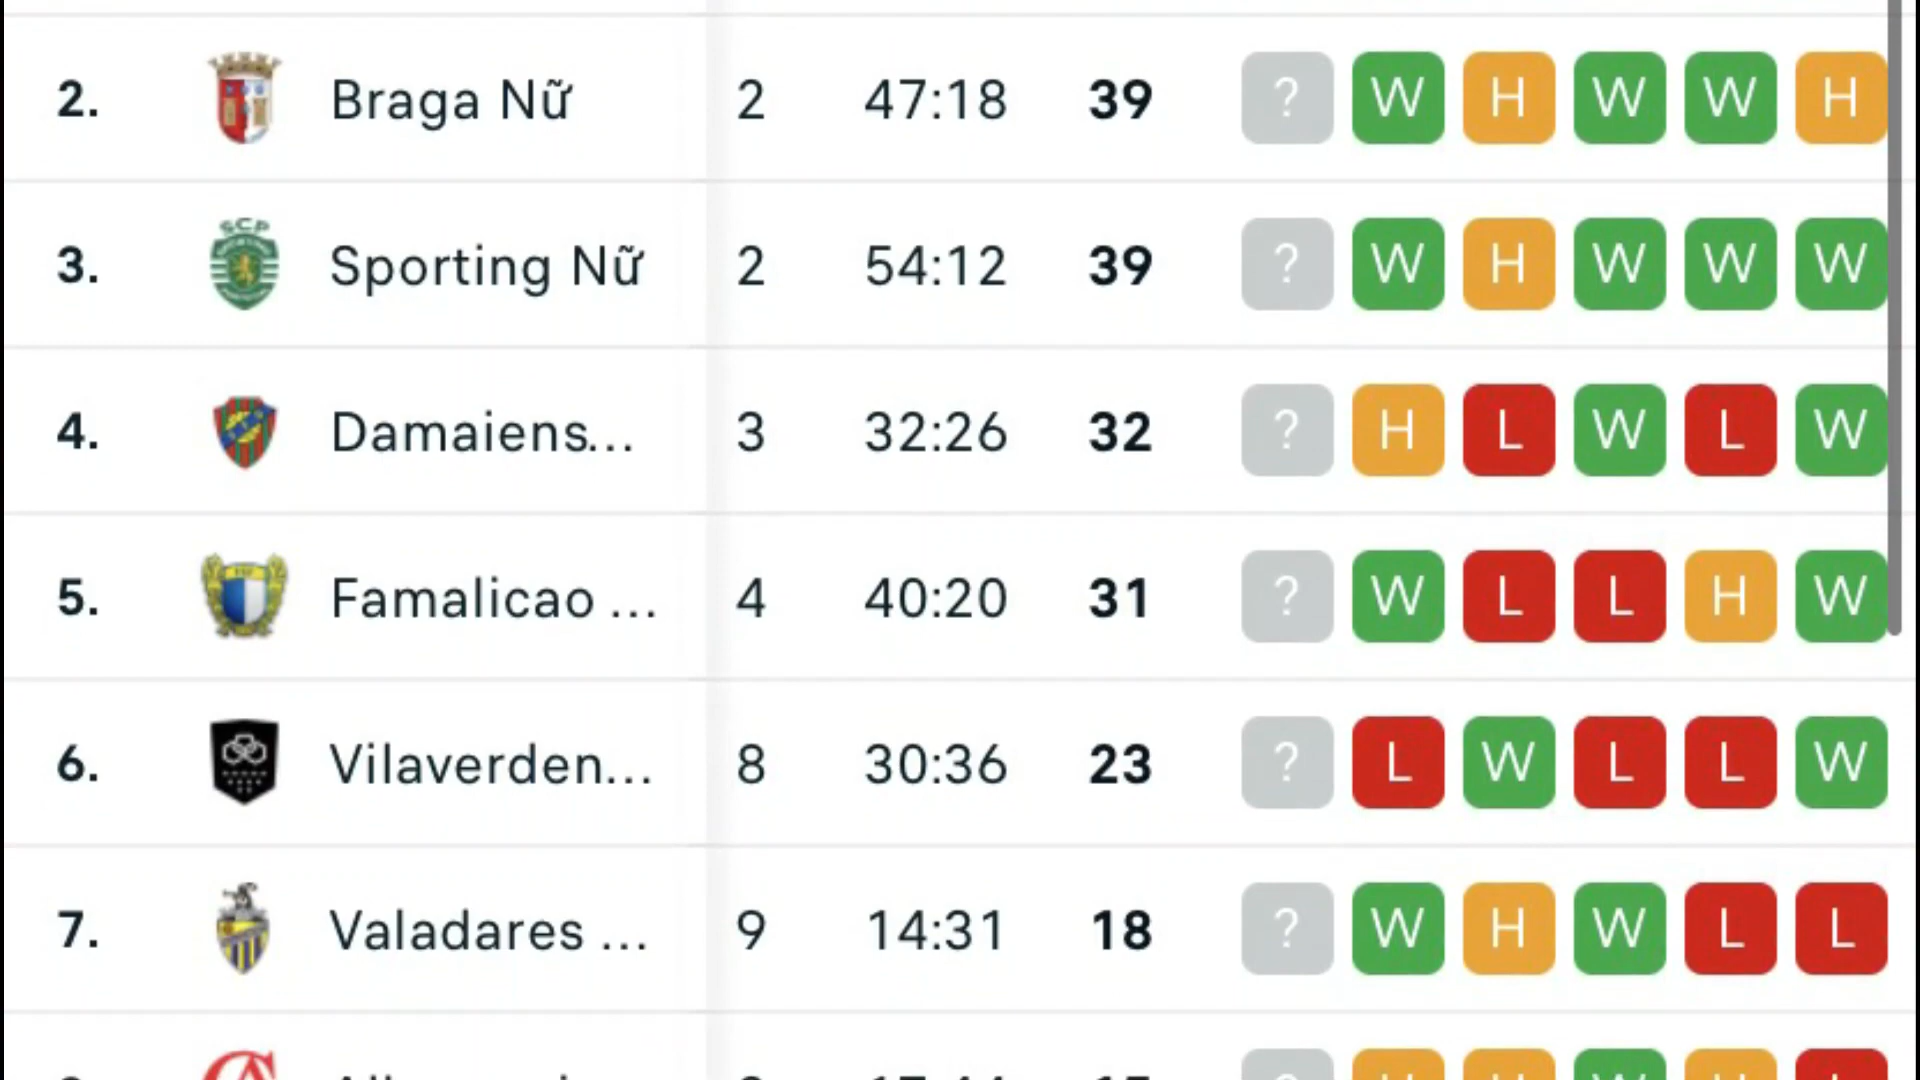 2. Braga Nữ 2 47:18 39 ? W H W W H
SCP
3. Sporting Nữ 2 54:12 39 ? W H W W W
4. Damaiens... 3 32:26 32 ? H L W L W
5. Famalicao ... 4 40:20 31 ? W L L H W
6. Vilaverden... 8 30:36 23 ? L W L L W
7. Valadares ... 9 14:31 18 ? W H W L L